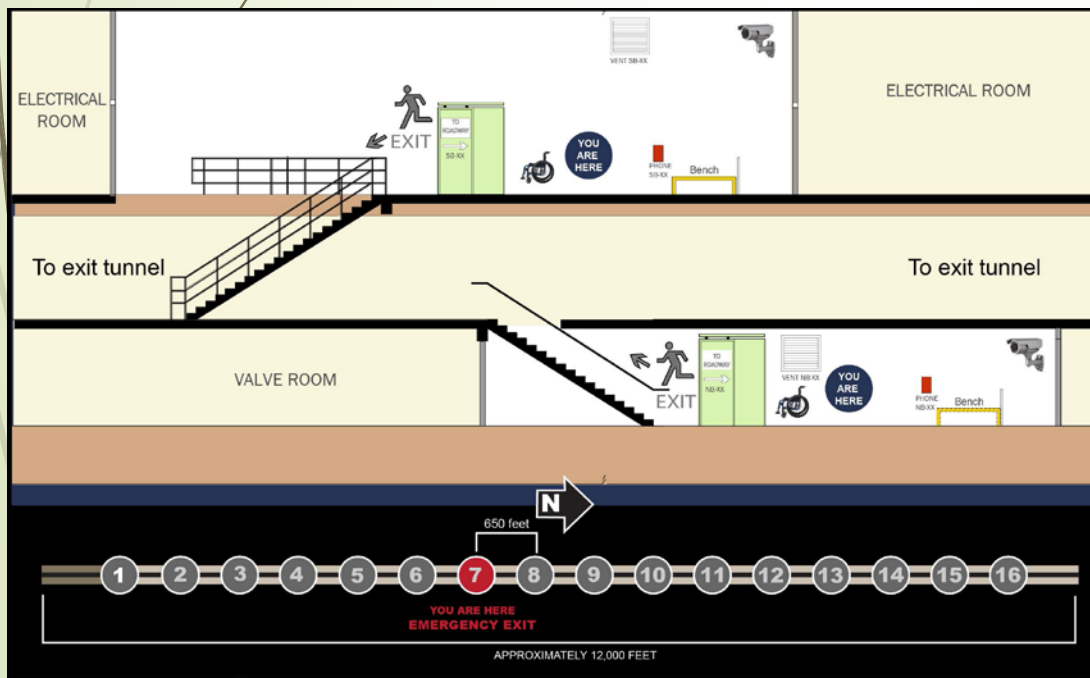 VENT SB-XX
ELECTRICAL
ROOM
ELECTRICAL ROOM
EXIT
TO
ROADWAY
SB-XX
YOU
ARE
HERE
PHONE
SB-XX
Bench
To exit tunnel
To exit tunnel
VALVE ROOM
EXIT
TO
ROADWAY
NB-XX
VENT NB-XX
YOU
ARE
HERE
PHONE
NB-XX
Bench
N
650 feet
1 2 3 4 5 6 7 8 9 10 11 12 13 14 15 16
YOU ARE HERE
EMERGENCY EXIT
APPROXIMATELY 12,000 FEET